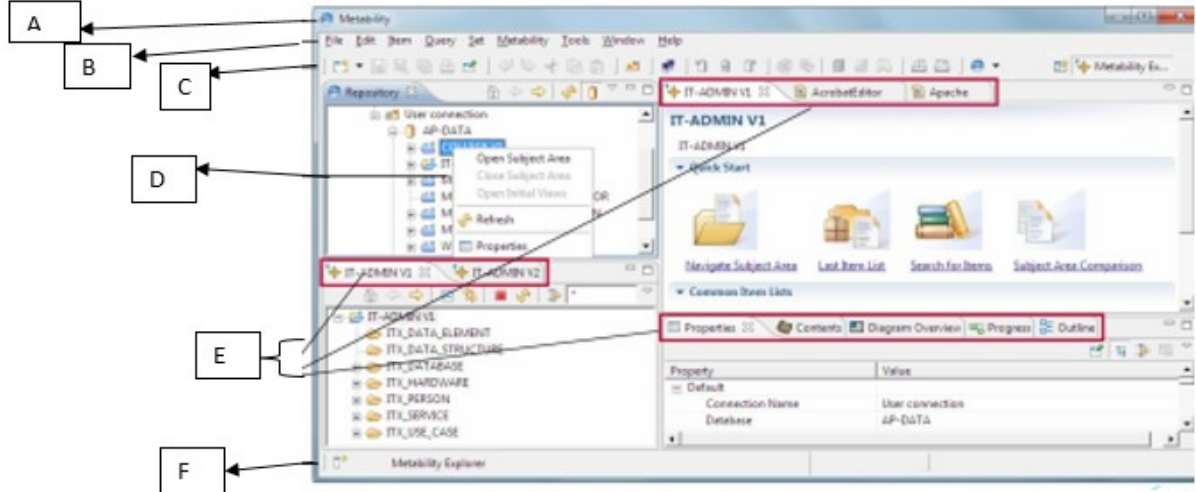 A
Metability
B
File Edit Item Query Set Metability Tools Window Help
C
Metability Ex...
Repository
IT-ADMIN V1 AcrobatEditor Apache
User connection
AP-DATA
IT-ADMIN V1
IT-ADMIN V1
Open Subject Area
Quick Start
D
Close Subject Area
Open Initial Views
OR
Refresh
Properties
Navigate Subject Area Last Item List Search for Items Subject Area Comparison
IT-ADMIN V1 IT-ADMIN V2
Common Item Lists
IT-ADMIN V1
Properties Contents Diagram Overview Progress Outline
ITX_DATA_ELEMENT
ITX_DATA_STRUCTURE
E
ITX_DATABASE
Property Value
ITX_HARDWARE
Default
ITX_PERSON
Connection Name User connection
ITX_SERVICE
Database AP-DATA
ITX_USE_CASE
F
Metability Explorer